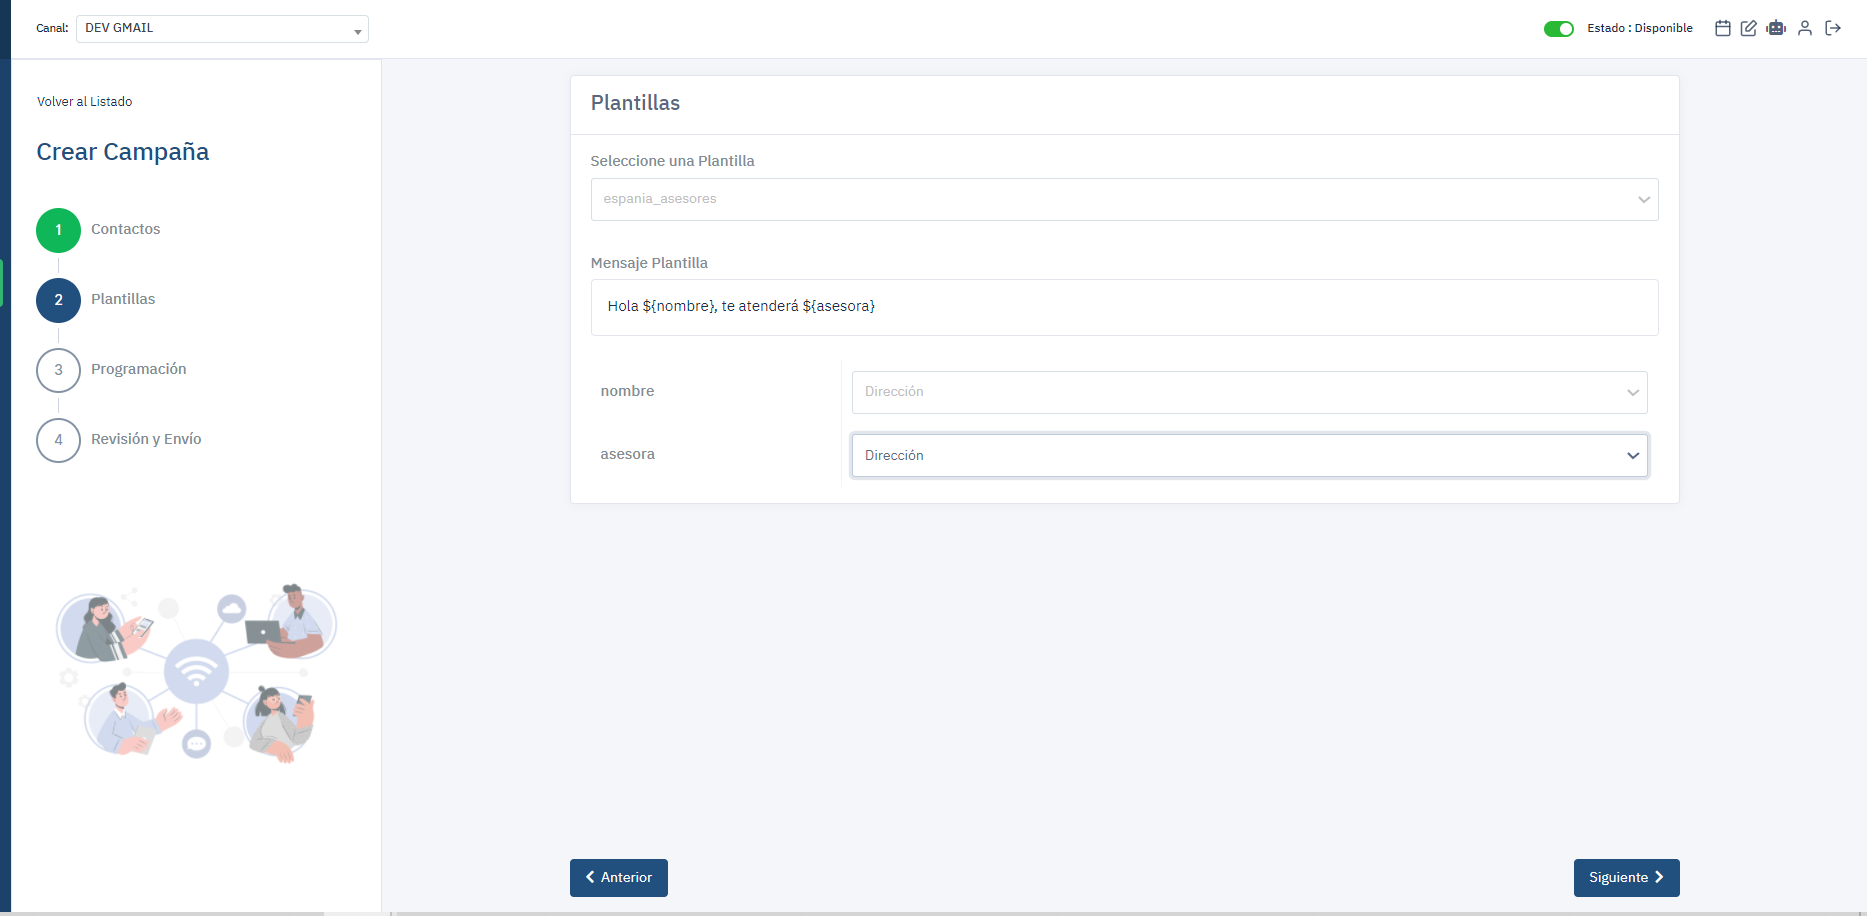 Canal:
DEV GMAIL
Estado : Disponible
Volver al Listado
Crear Campaña
1
Contactos
2
Plantillas
3
Programación
4
Revisión y Envío
Plantillas
Seleccione una Plantilla
espania_asesores
Mensaje Plantilla
Hola ${nombre}, te atenderá ${asesora}
nombre
Dirección
asesora
Dirección
Anterior
Siguiente